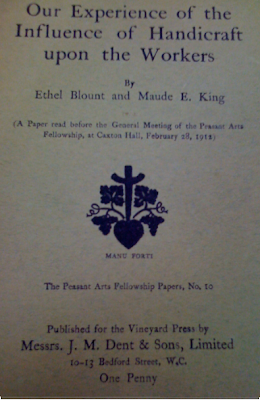 Our Experience of the
Influence of Handicraft
upon the Workers
By
Ethel Blount and Maude E. King
(A Paper read before the General Meeting of the Peasant Arts
Fellowship, at Caxton Hall, February 28, 1912)
MANU FORTI
The Peasant Arts Fellowship Papers, No. 10
Published for the Vineyard Press by
Messrs. J. M. Dent & Sons, Limited
10-13 Bedford Street, W.C.
One Penny